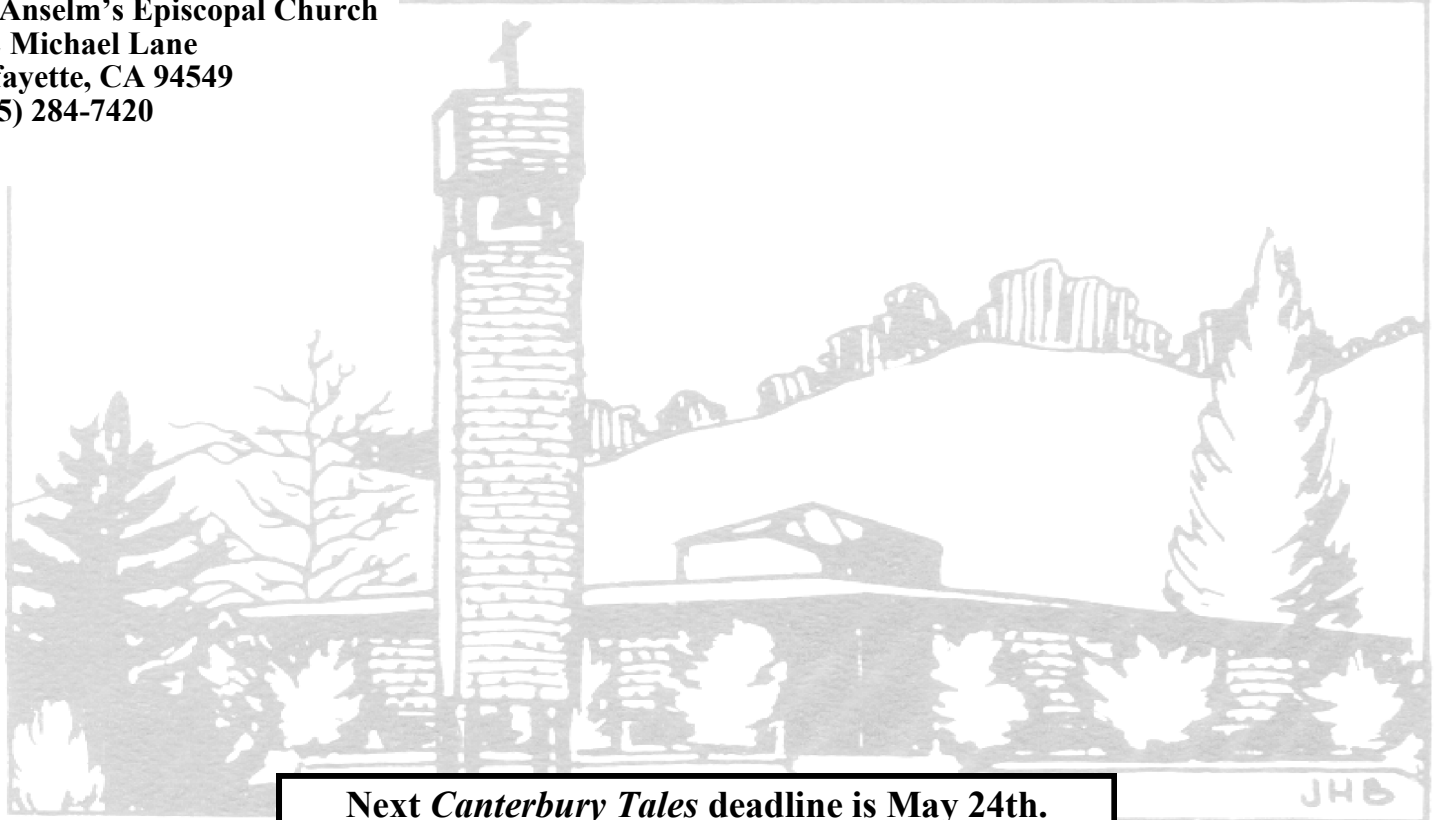 Anselm’s Episcopal Church
Michael Lane
fayette, CA 94549
5) 284-7420
Next Canterbury Tales deadline is May 24th.
JHB